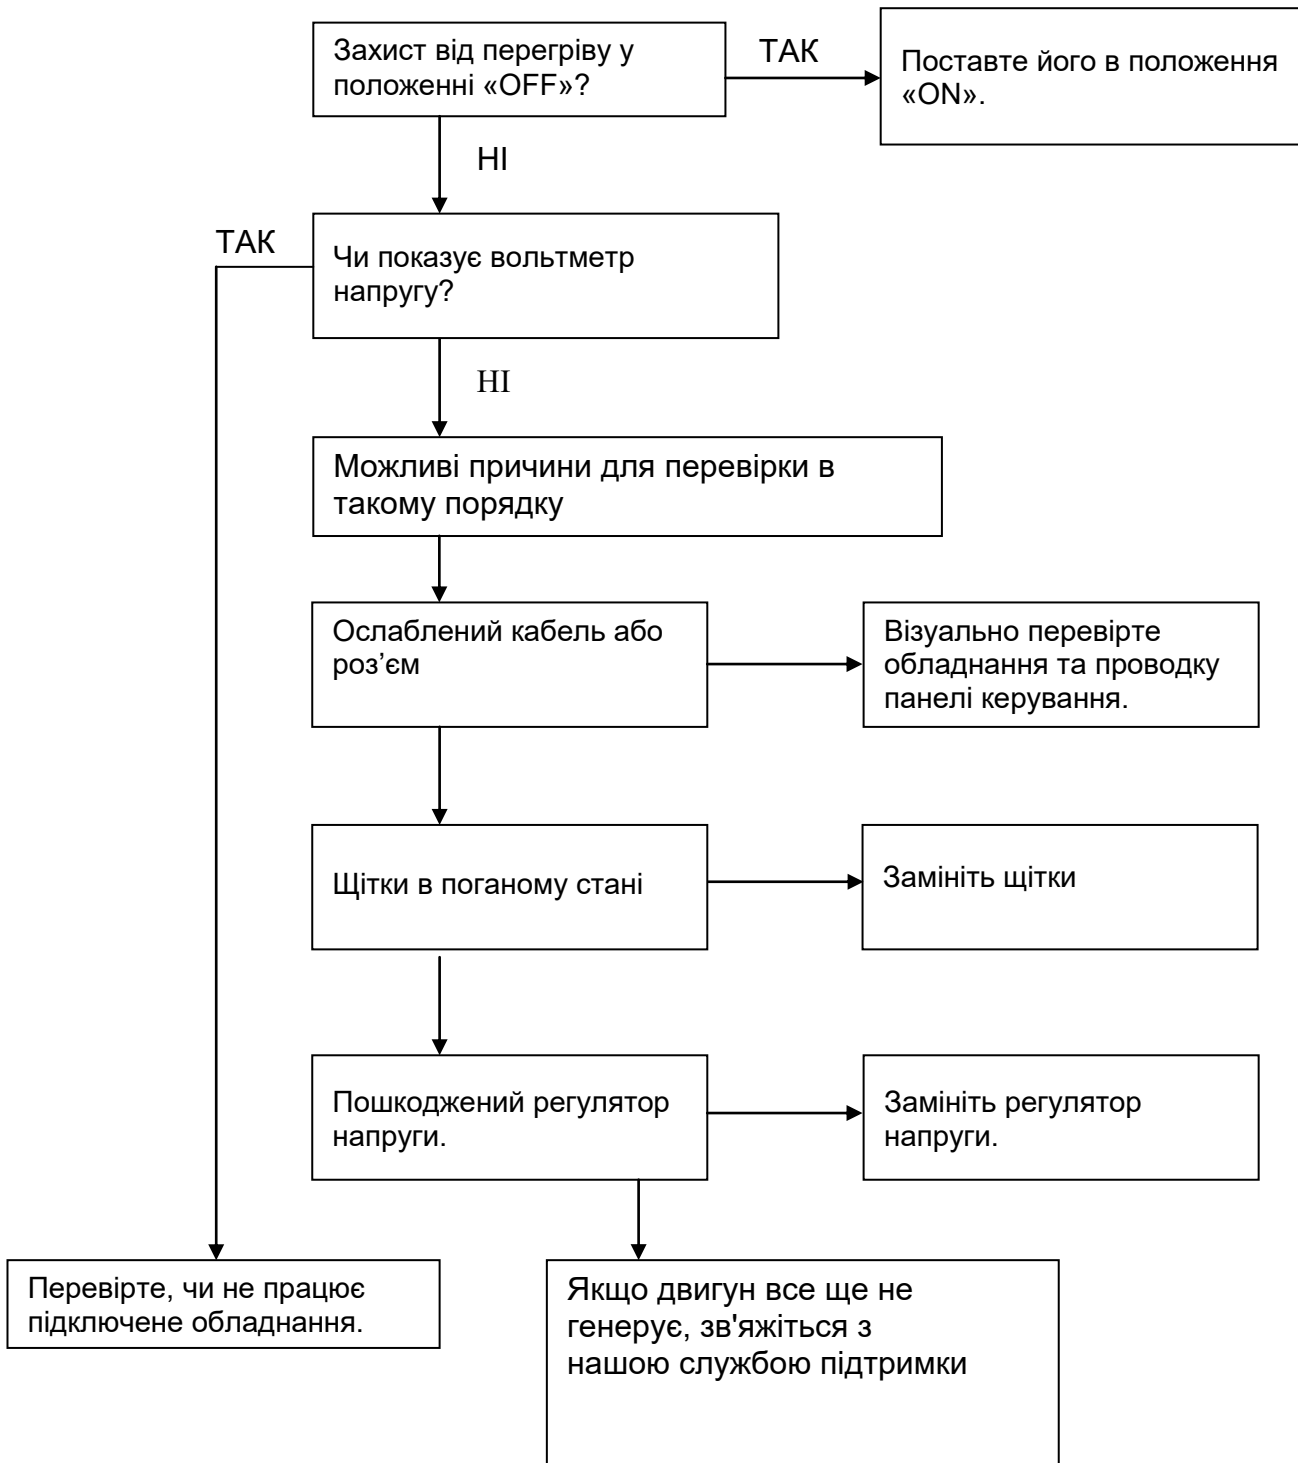 Захист від перегріву у
положенні «OFF»?
ТАК
Поставте його в положення
«ON».
НІ
ТАК
Чи показує вольтметр
напругу?
НІ
Можливі причини для перевірки в
такому порядку
Ослаблений кабель або
роз’єм
Візуально перевірте
обладнання та проводку
панелі керування.
Щітки в поганому стані
Замініть щітки
Пошкоджений регулятор
напруги.
Замініть регулятор
напруги.
Перевірте, чи не працює
підключене обладнання.
Якщо двигун все ще не
генерує, зв'яжіться з
нашою службою підтримки